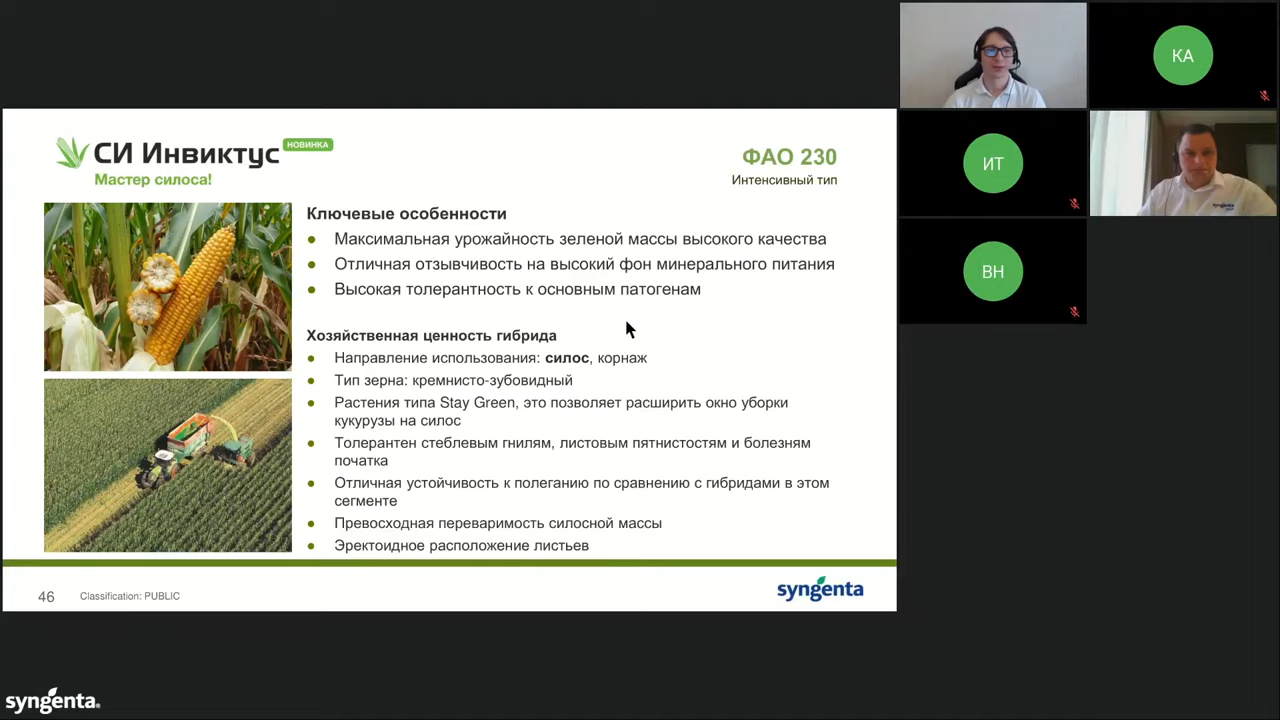 СИ Инвиктус
НОВИНКА
Мастер силоса!
ФАО 230
Интенсивный тип
Ключевые особенности
● Максимальная урожайность зеленой массы высокого качества
● Отличная отзывчивость на высокий фон минерального питания
● Высокая толерантность к основным патогенам
Хозяйственная ценность гибрида
● Направление использования: силос, корнаж
● Тип зерна: кремнисто-зубовидный
● Растения типа Stay Green, это позволяет расширить окно уборки
кукурузы на силос
● Толерантен стеблевым гнилям, листовым пятнистостям и болезням
початка
● Отличная устойчивость к полеганию по сравнению с гибридами в этом
сегменте
● Превосходная переваримость силосной массы
● Эректоидное расположение листьев
46
Classification: PUBLIC
syngenta
КА
ИТ
syngenta
ВН
syngenta®